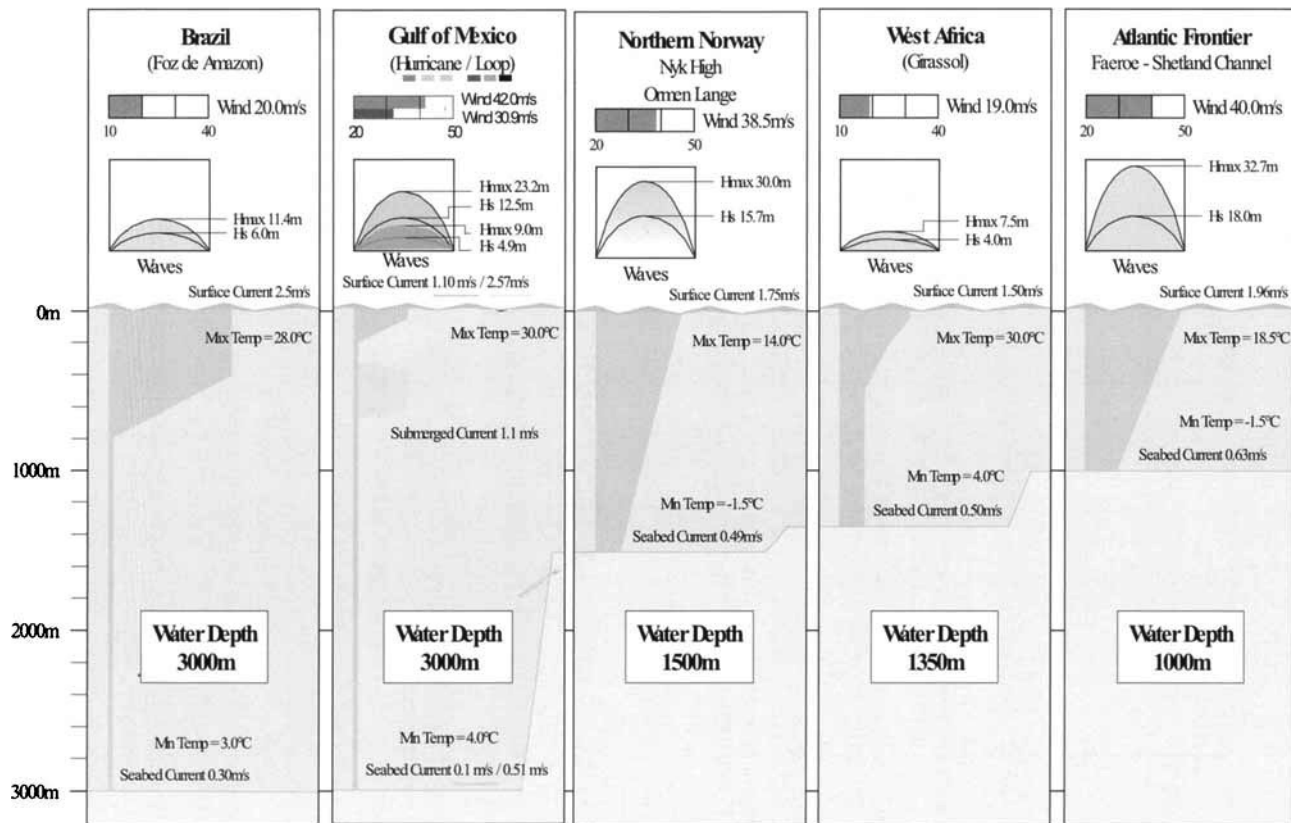 Brazil
(Foz de Amazon)
Wind 20.0m/s
10 40
Hmax 11.4m
Hs 6.0m
Waves
Surface Current 2.5m/s
Max Temp = 28.0°C
Water Depth
3000m
Min Temp = 3.0°C
Seabed Current 0.30m/s
Gulf of Mexico
(Hurricane / Loop)
Wind 42.0m/s
Wind 30.9m/s
20 50
Hmax 23.2m
Hs 12.5m
Hmax 9.0m
Hs 4.9m
Waves
Surface Current 1.10 m/s / 2.57m/s
Max Temp = 30.0°C
Submerged Current 1.1 m/s
Water Depth
3000m
Min Temp = 4.0°C
Seabed Current 0.1 m/s / 0.51 m/s
Northern Norway
Nyk High
Ormen Lange
Wind 38.5m/s
20 50
Hmax 30.0m
Hs 15.7m
Waves
Surface Current 1.75m/s
Max Temp = 14.0°C
Min Temp = -1.5°C
Seabed Current 0.49m/s
Water Depth
1500m
West Africa
(Girassol)
Wind 19.0m/s
10 40
Hmax 7.5m
Hs 4.0m
Waves
Surface Current 1.50m/s
Max Temp = 30.0°C
Min Temp = 4.0°C
Seabed Current 0.50m/s
Water Depth
1350m
Atlantic Frontier
Faeroe - Shetland Channel
Wind 40.0m/s
20 50
Hmax 32.7m
Hs 18.0m
Waves
Surface Current 1.96m/s
Max Temp = 18.5°C
Min Temp = -1.5°C
Seabed Current 0.63m/s
Water Depth
1000m
0m
1000m
2000m
3000m